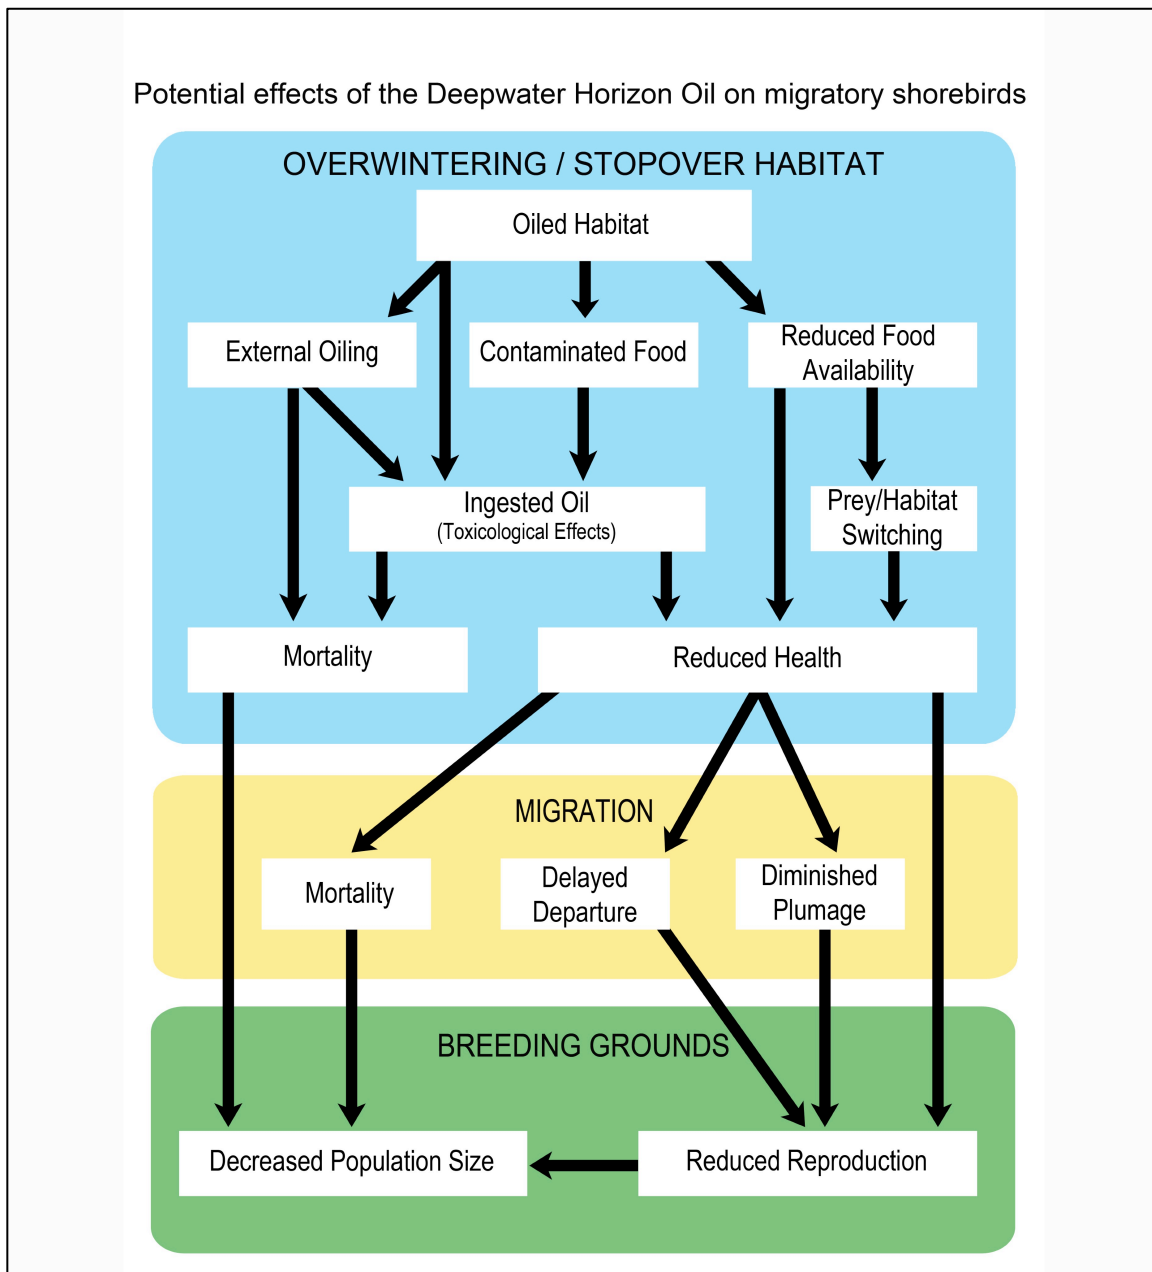 Potential effects of the Deepwater Horizon Oil on migratory shorebirds
OVERWINTERING / STOPOVER HABITAT
Oiled Habitat
External Oiling
Contaminated Food
Reduced Food
Availability
Ingested Oil
(Toxicological Effects)
Prey/Habitat
Switching
Mortality
Reduced Health
MIGRATION
Mortality
Delayed
Departure
Diminished
Plumage
BREEDING GROUNDS
Decreased Population Size
Reduced Reproduction